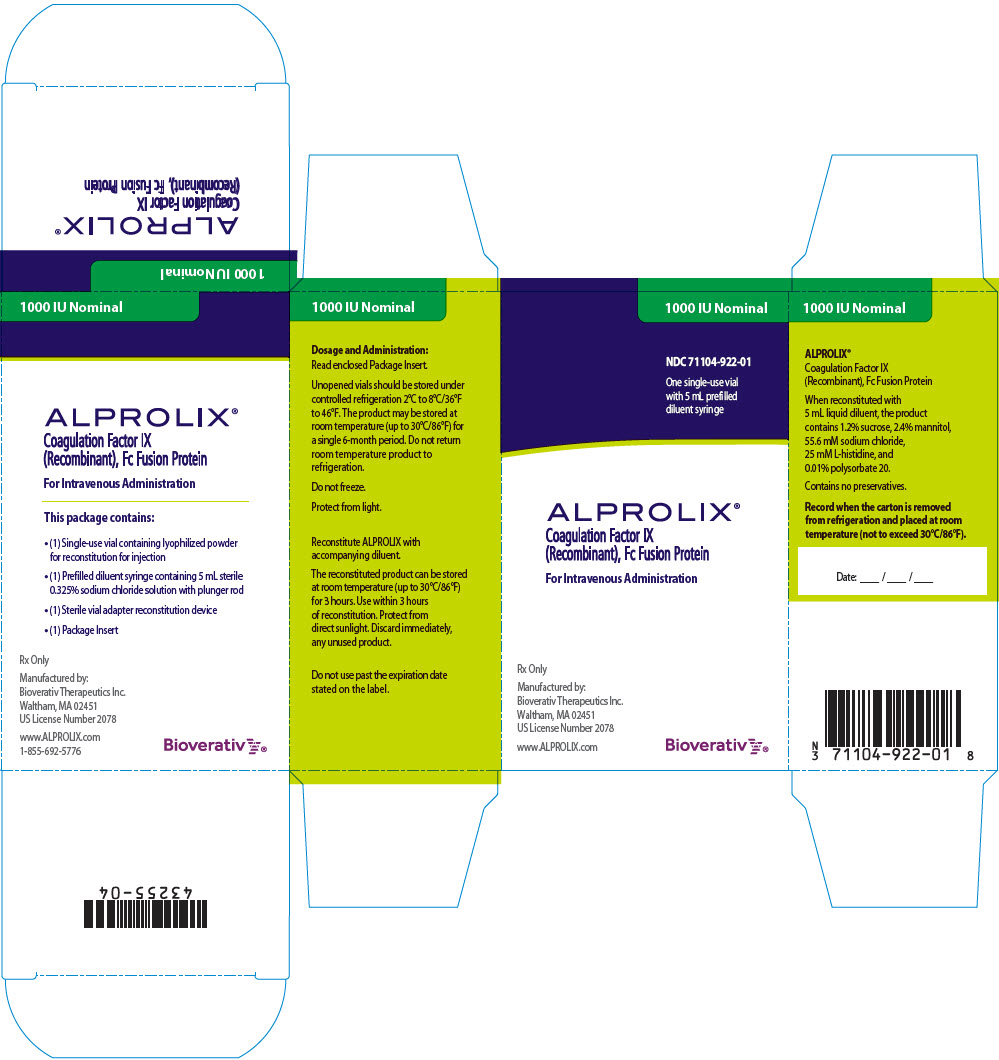 Coagulation Factor IX
(Recombinant), Fc Fusion Protein
ALPROLIX®
1000 IU Nominal
1000 IU Nominal
ALPROLIX®
Coagulation Factor IX
(Recombinant), Fc Fusion Protein
For Intravenous Administration
This package contains:
• (1) Single-use vial containing lyophilized powder
for reconstitution for injection
• (1) Prefilled diluent syringe containing 5 mL sterile
0.325% sodium chloride solution with plunger rod
• (1) Sterile vial adapter reconstitution device
• (1) Package Insert
Rx Only
Manufactured by:
Bioverativ Therapeutics Inc.
Waltham, MA 02451
US License Number 2078
www.ALPROLIX.com
1-855-692-5776
Bioverativ®
43255-04
1000 IU Nominal
Dosage and Administration:
Read enclosed Package Insert.
Unopened vials should be stored under
controlled refrigeration 2°C to 8°C/36°F
to 46°F. The product may be stored at
room temperature (up to 30°C/86°F) for
a single 6-month period. Do not return
room temperature product to
refrigeration.
Do not freeze.
Protect from light.
Reconstitute ALPROLIX with
accompanying diluent.
The reconstituted product can be stored
at room temperature (up to 30°C/86°F)
for 3 hours. Use within 3 hours
of reconstitution. Protect from
direct sunlight. Discard immediately,
any unused product.
Do not use past the expiration date
stated on the label.
1000 IU Nominal
NDC 71104-922-01
One single-use vial
with 5 mL prefilled
diluent syringe
ALPROLIX®
Coagulation Factor IX
(Recombinant), Fc Fusion Protein
For Intravenous Administration
Rx Only
Manufactured by:
Bioverativ Therapeutics Inc.
Waltham, MA 02451
US License Number 2078
www.ALPROLIX.com
Bioverativ®
1000 IU Nominal
ALPROLIX®
Coagulation Factor IX
(Recombinant), Fc Fusion Protein
When reconstituted with
5 mL liquid diluent, the product
contains 1.2% sucrose, 2.4% mannitol,
55.6 mM sodium chloride,
25 mM L-histidine, and
0.01% polysorbate 20.
Contains no preservatives.
Record when the carton is removed
from refrigeration and placed at room
temperature (not to exceed 30°C/86°F).
Date: ___ / ___ / ___
N
3 71104-922-01 8